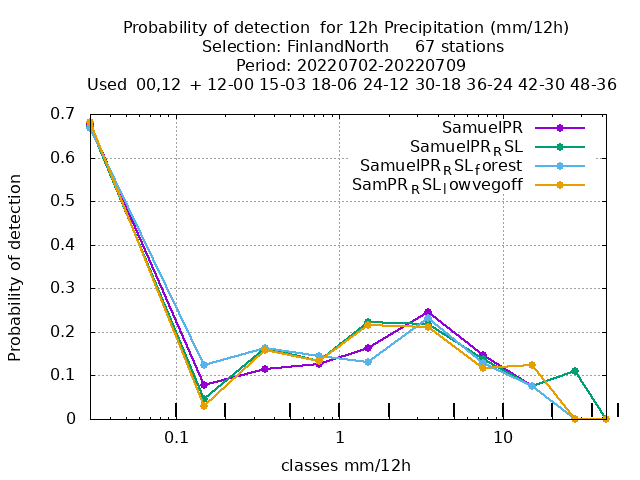 Probability of detection  for 12h Precipitation (mm/12h)
Selection: FinlandNorth     67 stations
Period: 20220702-20220709
Used  00,12  + 12-00 15-03 18-06 24-12 30-18 36-24 42-30 48-36
SamuelPR
SamuelPR_RSL
SamuelPR_RSL_forest
SamPR_RSL_lowvegoff
Probability of detection
0.7
0.6
0.5
0.4
0.3
0.2
0.1
0
0.1 1 10
classes mm/12h